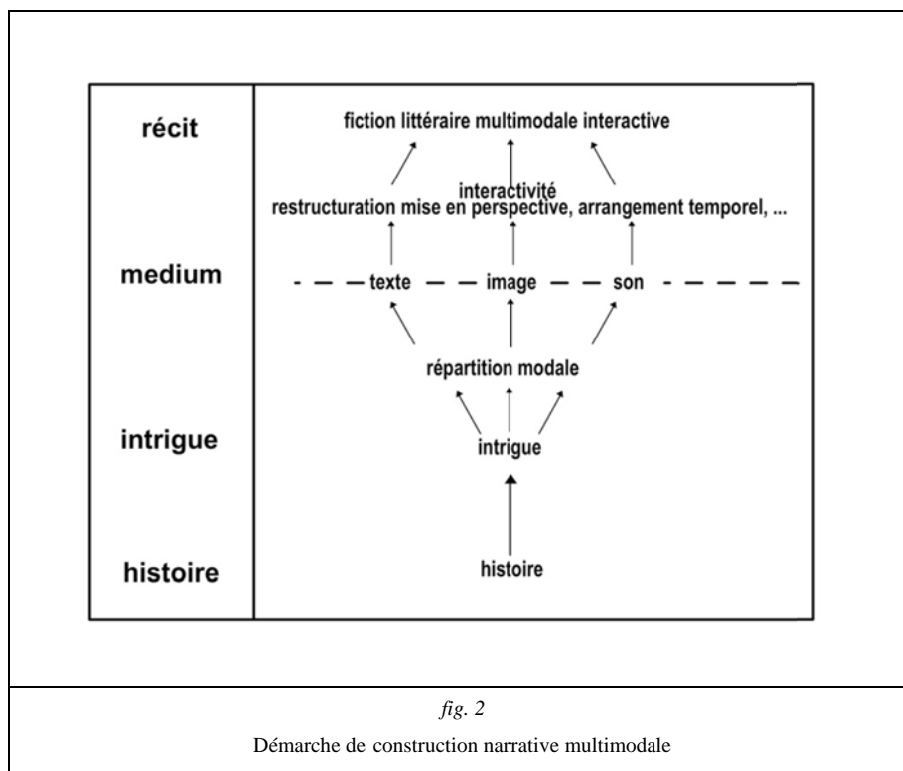 récit
fiction littéraire multimodale interactive
interactivité
restructuration mise en perspective, arrangement temporel, ...
medium
texte image son
répartition modale
intrigue
intrigue
histoire
histoire
fig. 2
Démarche de construction narrative multimodale